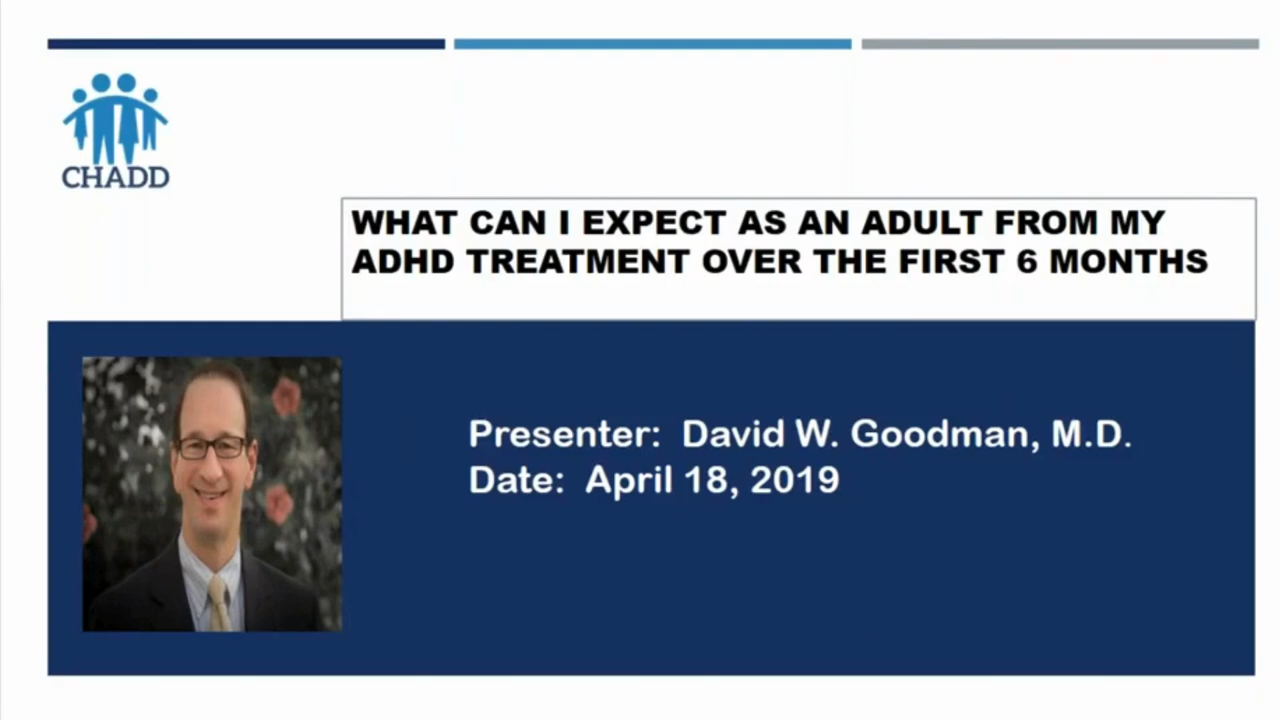 CHADD
WHAT CAN I EXPECT AS AN ADULT FROM MY
ADHD TREATMENT OVER THE FIRST 6 MONTHS
Presenter: David W. Goodman, M.D.
Date: April 18, 2019